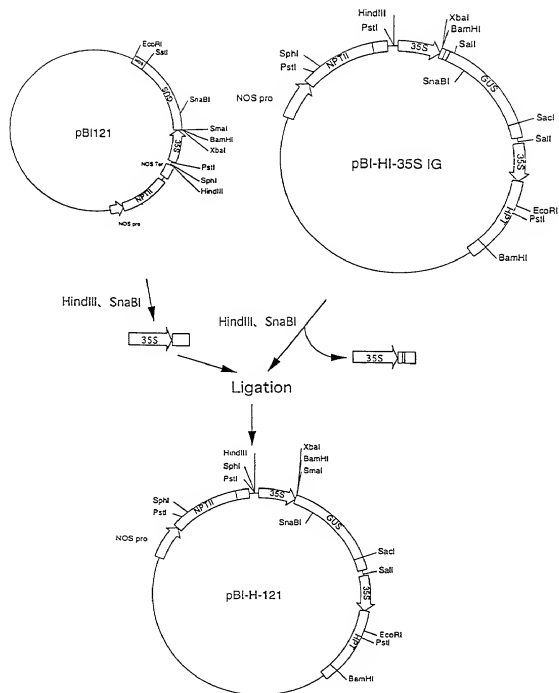 EcoRI
SstI
GUS
SnaBI
SmaI
BamHI
XbaI
35S
NOS Ter
PstI
SphI
HindIII
NPTII
NOS pro
pBI121
HindIII
PstI
SphI
PstI
NPTII
NOS pro
35S
XbaI
BamHI
SalI
SnaBI
GUS
SacI
SalI
35S
HPT
EcoRI
PstI
BamHI
pBI-HI-35S IG
HindIII、SnaBI
35S
HindIII、SnaBI
35S
Ligation
HindIII
SphI
PstI
SphI
PstI
NPTII
NOS pro
35S
XbaI
BamHI
SmaI
SnaBI
GUS
SacI
SalI
35S
HPT
EcoRI
PstI
BamHI
pBI-H-121